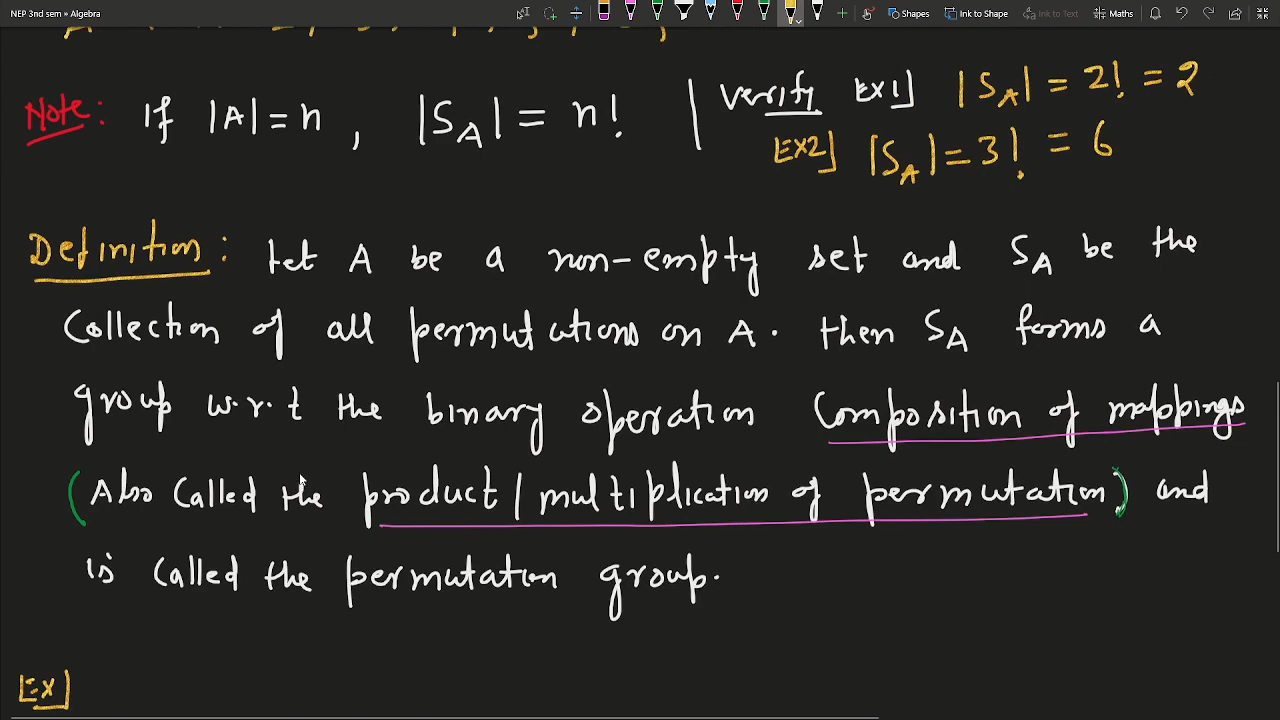 NEP 3rd sem » Algebra
Shapes Ink to Shape Ink to Text Maths
Note: If |A| = n , |S_A| = n! | Verify Ex1] |S_A| = 2! = 2
Ex2] |S_A| = 3! = 6
Definition: Let A be a non-empty set and S_A be the
Collection of all permutations on A. then S_A forms a
group w.r.t the binary operation Composition of mappings
(Also called the product / multiplication of permutation) and
is called the permutation group.
Ex]